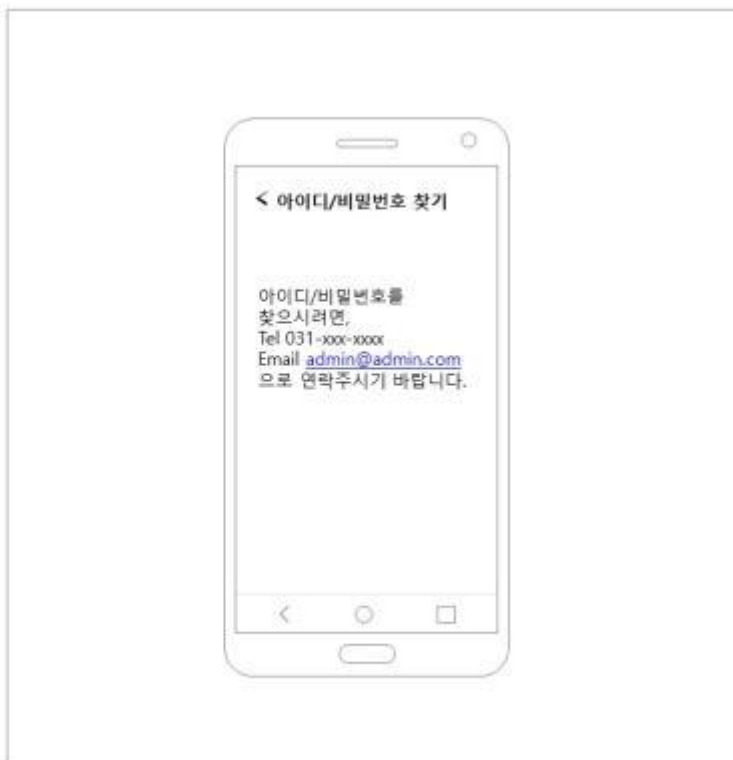 < 아이디/비밀번호 찾기
아이디/비밀번호를
찾으시려면,
Tel 031-xxx-xxxx
Email admin@admin.com
으로 연락주시기 바랍니다.